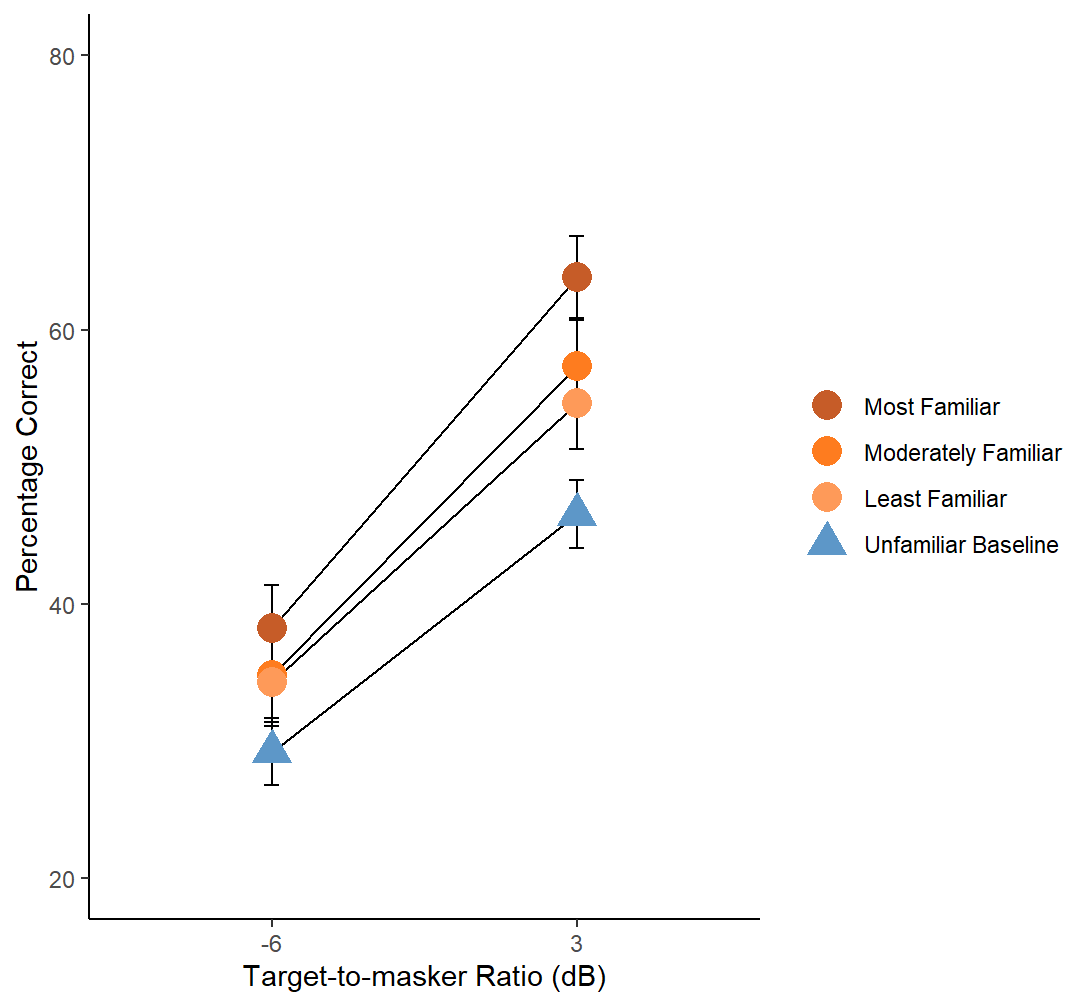 80
60
40
20
Percentage Correct
-6
3
Target-to-masker Ratio (dB)
Most Familiar
Moderately Familiar
Least Familiar
Unfamiliar Baseline